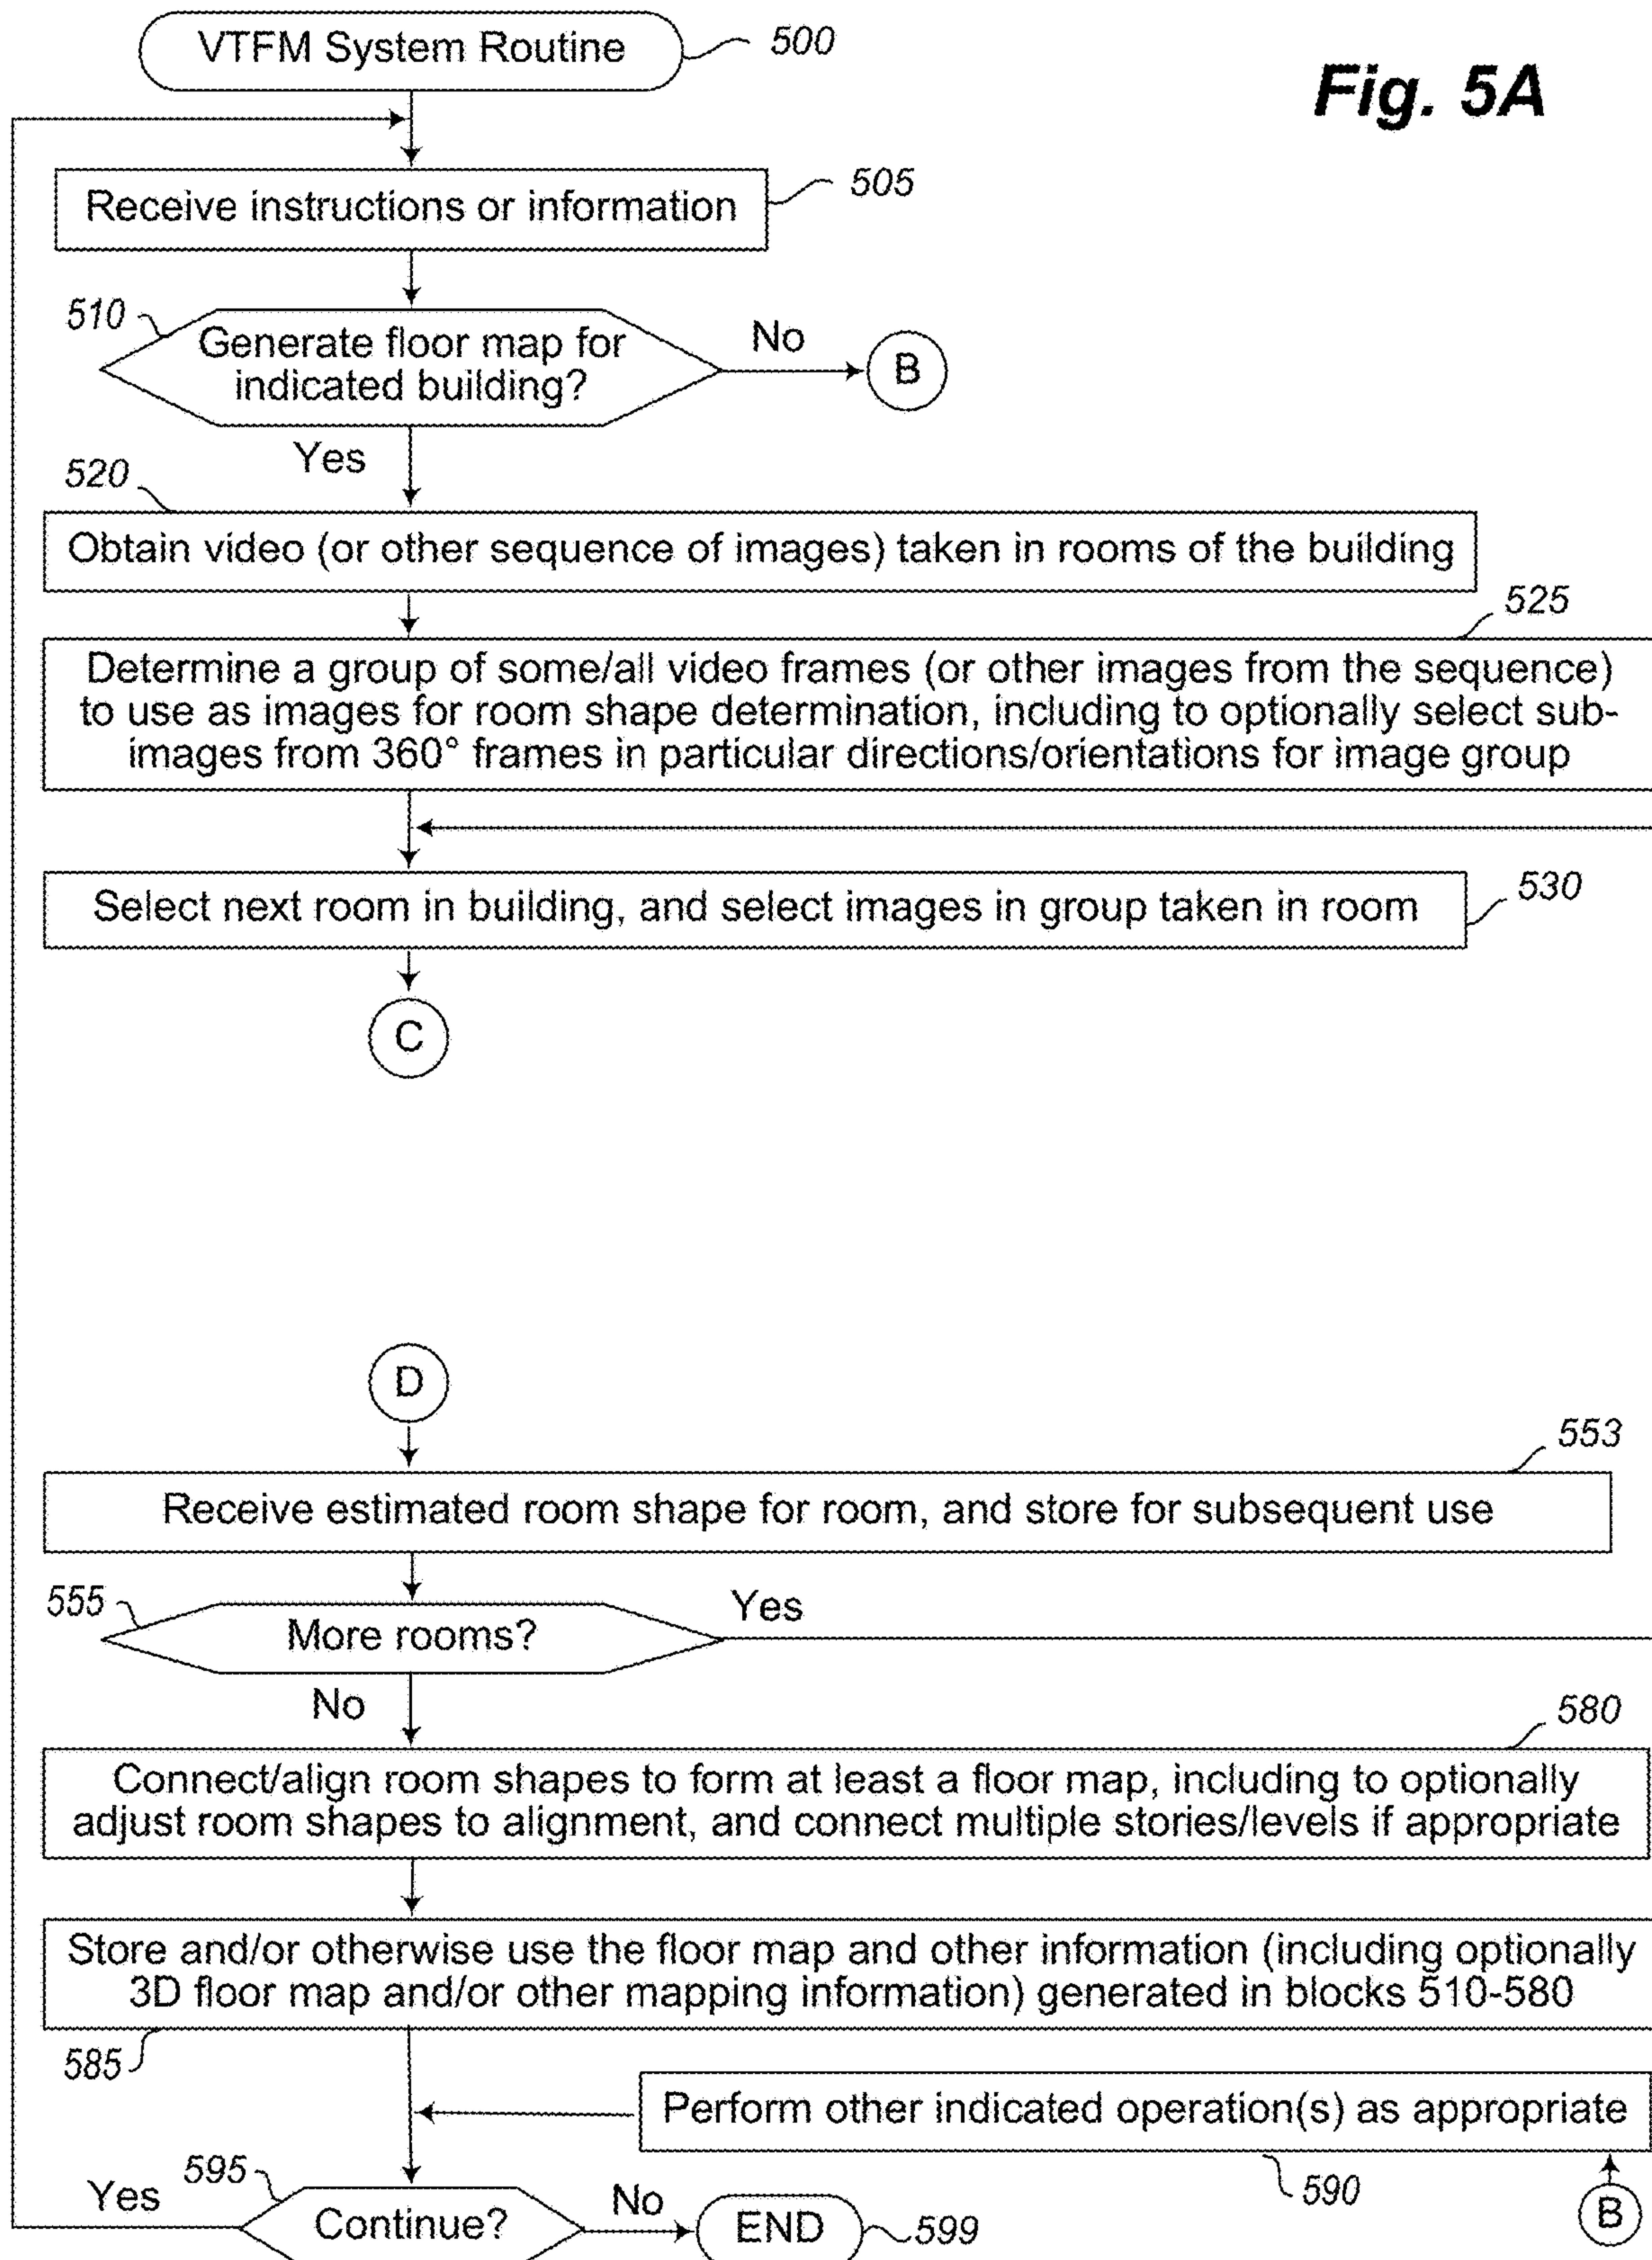 VTFM System Routine
500
Fig. 5A
Receive instructions or information
505
510
Generate floor map for
indicated building?
No
B
Yes
520
Obtain video (or other sequence of images) taken in rooms of the building
525
Determine a group of some/all video frames (or other images from the sequence)
to use as images for room shape determination, including to optionally select sub-
images from 360° frames in particular directions/orientations for image group
Select next room in building, and select images in group taken in room
530
C
D
553
Receive estimated room shape for room, and store for subsequent use
555
More rooms?
Yes
No
580
Connect/align room shapes to form at least a floor map, including to optionally
adjust room shapes to alignment, and connect multiple stories/levels if appropriate
Store and/or otherwise use the floor map and other information (including optionally
3D floor map and/or other mapping information) generated in blocks 510-580
585
Perform other indicated operation(s) as appropriate
590
B
595
Yes
Continue?
No
END
599